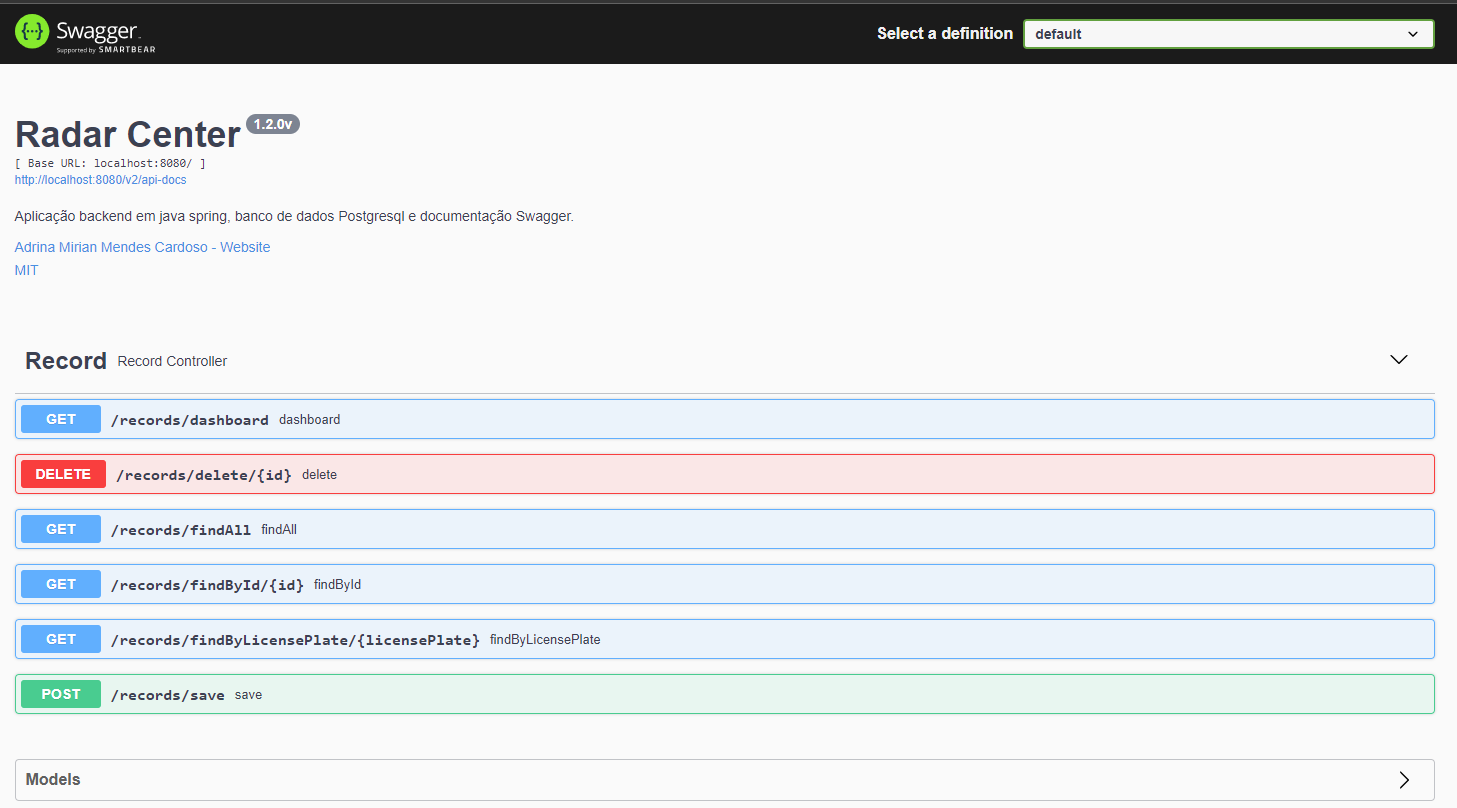 {···} Swagger
Supported by SMARTBEAR
Select a definition default
Radar Center 1.2.0v
[ Base URL: localhost:8080/ ]
http://localhost:8080/v2/api-docs
Aplicação backend em java spring, banco de dados Postgresql e documentação Swagger.
Adrina Mirian Mendes Cardoso - Website
MIT
Record Record Controller
GET /records/dashboard dashboard
DELETE /records/delete/{id} delete
GET /records/findAll findAll
GET /records/findById/{id} findById
GET /records/findByLicensePlate/{licensePlate} findByLicensePlate
POST /records/save save
Models